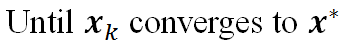 Until $x_k$ converges to $x^*$